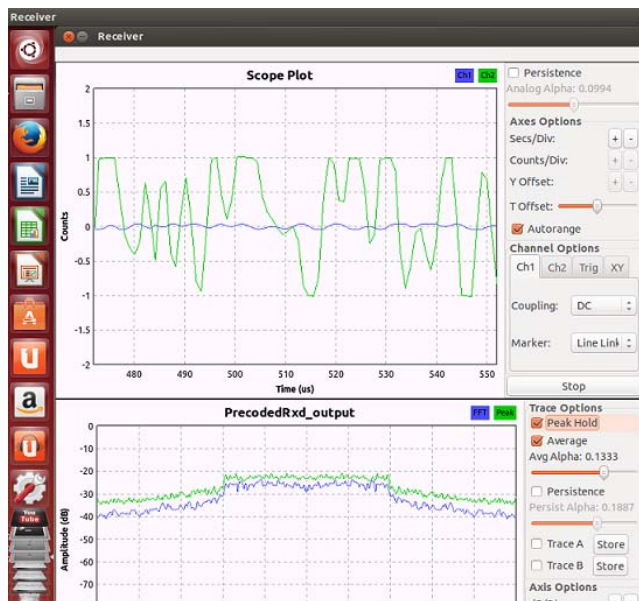 Receiver
Receiver
Scope Plot
Ch1 Ch2
2
1.5
1
0.5
0
-0.5
-1
-1.5
-2
Counts
480 490 500 510 520 530 540 550
Time (us)
Persistence
Analog Alpha: 0.0994
Axes Options
Secs/Div: + -
Counts/Div: + -
Y Offset: + -
T Offset:
Autorange
Channel Options
Ch1 Ch2 Trig XY
Coupling: DC
Marker: Line Link
Stop
PrecodedRxd_output
FFT Peak
0
-10
-20
-30
-40
-50
-60
-70
Amplitude (dB)
Trace Options
Peak Hold
Average
Avg Alpha: 0.1333
Persistence
Persist Alpha: 0.1887
Trace A Store
Trace B Store
Axis Options
A
U
a
U
You
Tube